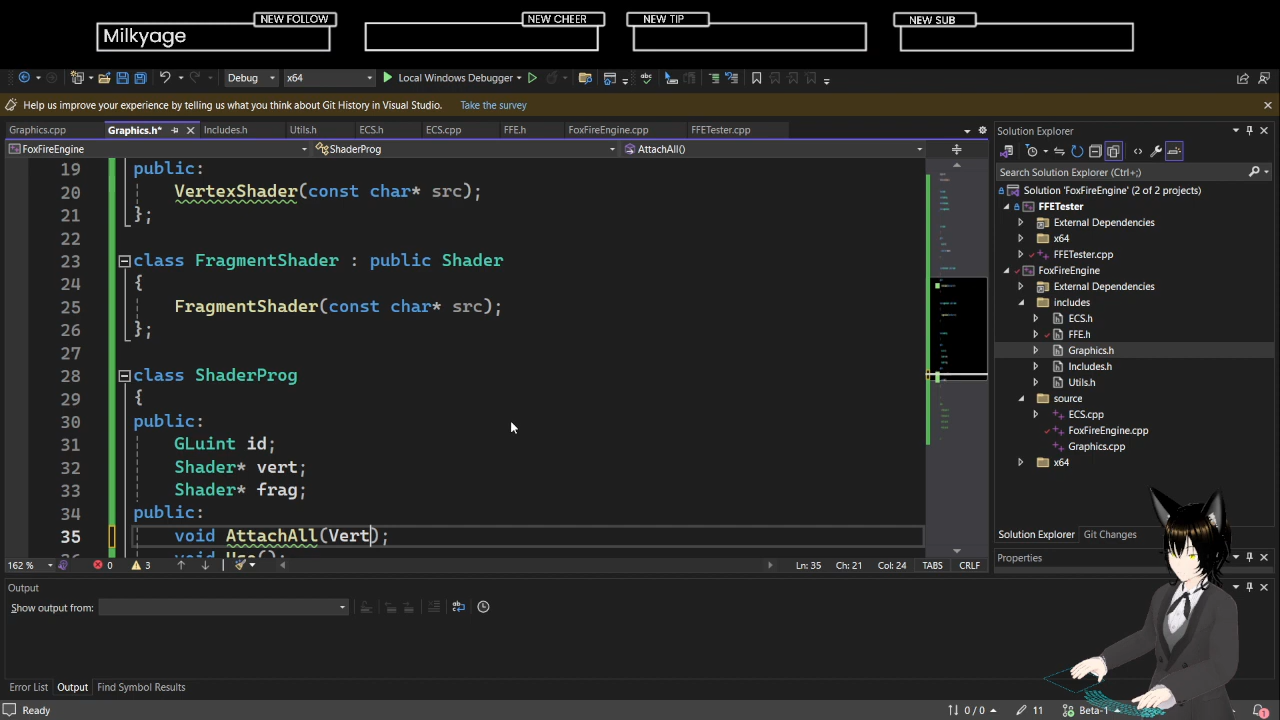 NEW FOLLOW
NEW CHEER
NEW TIP
NEW SUB
Milkyage
Debug
x64
Local Windows Debugger
Help us improve your experience by telling us what you think about Git History in Visual Studio.
Take the survey
Graphics.cpp
Graphics.h*
Includes.h
Utils.h
ECS.h
ECS.cpp
FFE.h
FoxFireEngine.cpp
FFETester.cpp
FoxFireEngine
ShaderProg
AttachAll()
19 public:
20 VertexShader(const char* src);
21 };
22
23 class FragmentShader : public Shader
24 {
25 FragmentShader(const char* src);
26 };
27
28 class ShaderProg
29 {
30 public:
31 GLuint id;
32 Shader* vert;
33 Shader* frag;
34 public:
35 void AttachAll(Vert);
36 void Use();
162 %
0
3
Ln: 35
Ch: 21
Col: 24
TABS
CRLF
Output
Show output from:
Error List
Output
Find Symbol Results
Ready
Solution Explorer
Search Solution Explorer (Ctrl+;)
Solution 'FoxFireEngine' (2 of 2 projects)
FFETester
External Dependencies
x64
FFETester.cpp
FoxFireEngine
External Dependencies
includes
ECS.h
FFE.h
Graphics.h
Includes.h
Utils.h
source
ECS.cpp
FoxFireEngine.cpp
Graphics.cpp
x64
Solution Explorer
Git Changes
Properties
0 / 0
11
Beta-1
1